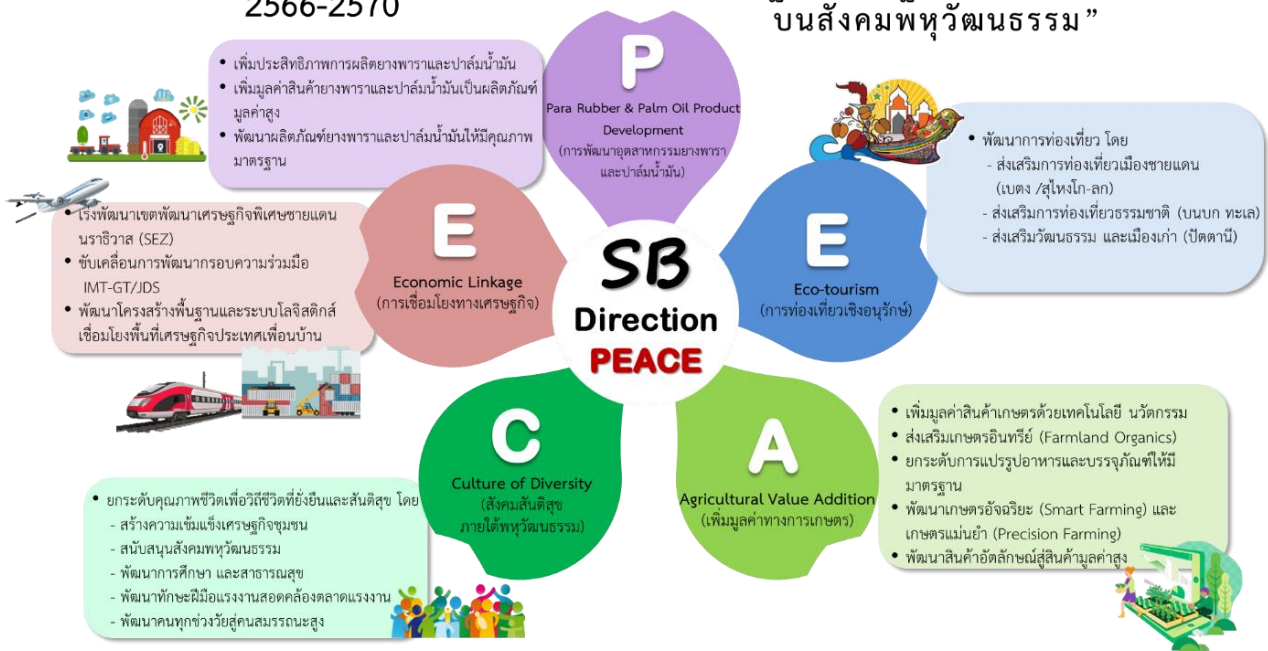 2566-2570
บนสังคมพหุวัฒนธรรม”
P
Para Rubber & Palm Oil Product
Development
(การพัฒนาอุตสาหกรรมยางพารา
และปาล์มน้ำมัน)
• เพิ่มประสิทธิภาพการผลิตยางพาราและปาล์มน้ำมัน
• เพิ่มมูลค่าสินค้ายางพาราและปาล์มน้ำมันเป็นผลิตภัณฑ์
มูลค่าสูง
• พัฒนาผลิตภัณฑ์ยางพาราและปาล์มน้ำมันให้มีคุณภาพ
มาตรฐาน
E
Eco-tourism
(การท่องเที่ยวเชิงอนุรักษ์)
• พัฒนาการท่องเที่ยว โดย
- ส่งเสริมการท่องเที่ยวเมืองชายแดน
(เบตง /สุไหงโก-ลก)
- ส่งเสริมการท่องเที่ยวธรรมชาติ (บนบก ทะเล)
- ส่งเสริมวัฒนธรรม และเมืองเก่า (ปัตตานี)
E
Economic Linkage
(การเชื่อมโยงทางเศรษฐกิจ)
• เร่งพัฒนาเขตพัฒนาเศรษฐกิจพิเศษชายแดน
นราธิวาส (SEZ)
• ขับเคลื่อนการพัฒนากรอบความร่วมมือ
IMT-GT/JDS
• พัฒนาโครงสร้างพื้นฐานและระบบโลจิสติกส์
เชื่อมโยงพื้นที่เศรษฐกิจประเทศเพื่อนบ้าน
SB
Direction
PEACE
C
Culture of Diversity
(สังคมสันติสุข
ภายใต้พหุวัฒนธรรม)
• ยกระดับคุณภาพชีวิตเพื่อวิถีชีวิตที่ยั่งยืนและสันติสุข โดย
- สร้างความเข้มแข็งเศรษฐกิจชุมชน
- สนับสนุนสังคมพหุวัฒนธรรม
- พัฒนาการศึกษา และสาธารณสุข
- พัฒนาทักษะฝีมือแรงงานสอดคล้องตลาดแรงงาน
- พัฒนาคนทุกช่วงวัยสู่คนสมรรถนะสูง
A
Agricultural Value Addition
(เพิ่มมูลค่าทางการเกษตร)
• เพิ่มมูลค่าสินค้าเกษตรด้วยเทคโนโลยี นวัตกรรม
• ส่งเสริมเกษตรอินทรีย์ (Farmland Organics)
• ยกระดับการแปรรูปอาหารและบรรจุภัณฑ์ให้มี
มาตรฐาน
• พัฒนาเกษตรอัจฉริยะ (Smart Farming) และ
เกษตรแม่นยำ (Precision Farming)
• พัฒนาสินค้าอัตลักษณ์สู่สินค้ามูลค่าสูง